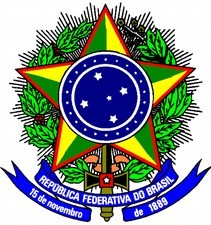 REPÚBLICA FEDERATIVA DO BRASIL
15 de novembro de 1889